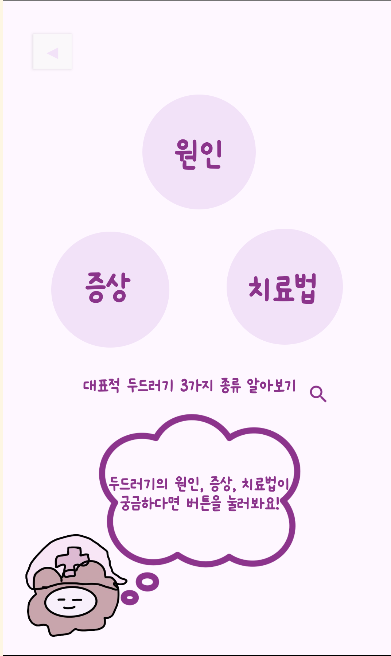 원인
증상
치료법
대표적 두드러기 3가지 종류 알아보기
두드러기의 원인, 증상, 치료법이
궁금하다면 버튼을 눌러봐요!